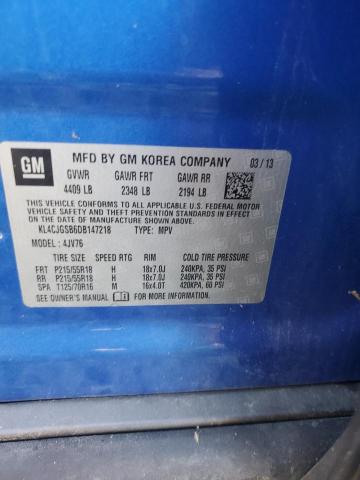 GM MFD BY GM KOREA COMPANY 03/13
GVWR GAWR FRT GAWR RR
4409 LB 2348 LB 2194 LB
THIS VEHICLE CONFORMS TO ALL APPLICABLE U.S. FEDERAL MOTOR
VEHICLE SAFETY, BUMPER, AND THEFT PREVENTION STANDARDS
IN EFFECT ON THE DATE OF MANUFACTURE SHOWN ABOVE.
KL4CJGSB6DB147218 TYPE: MPV
MODEL: 4JV76
TIRE SIZE SPEED RTG RIM COLD TIRE PRESSURE
FRT P215/55R18 H 18x7.0J 240KPA, 35 PSI
RR P215/55R18 H 18x7.0J 240KPA, 35 PSI
SPA T125/70R16 M 16x4.0T 420KPA, 60 PSI
SEE OWNER'S MANUAL FOR MORE INFORMATION